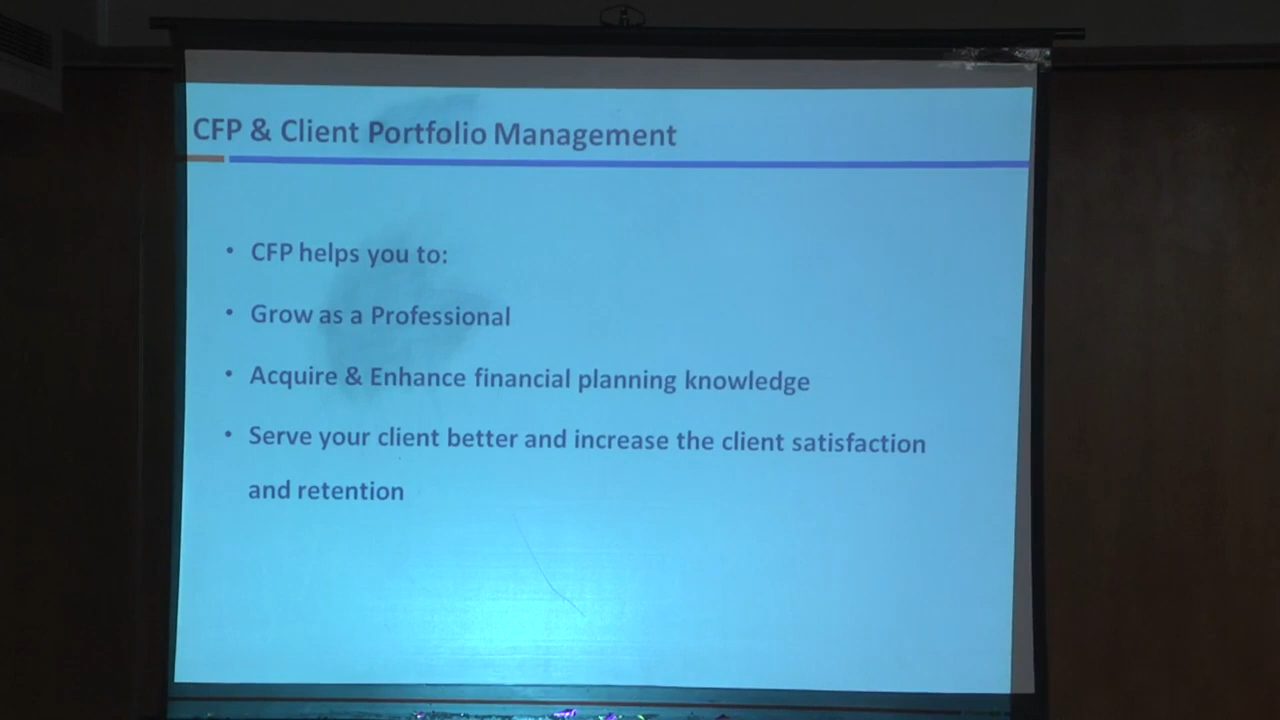 CFP & Client Portfolio Management
• CFP helps you to:
• Grow as a Professional
• Acquire & Enhance financial planning knowledge
• Serve your client better and increase the client satisfaction
and retention